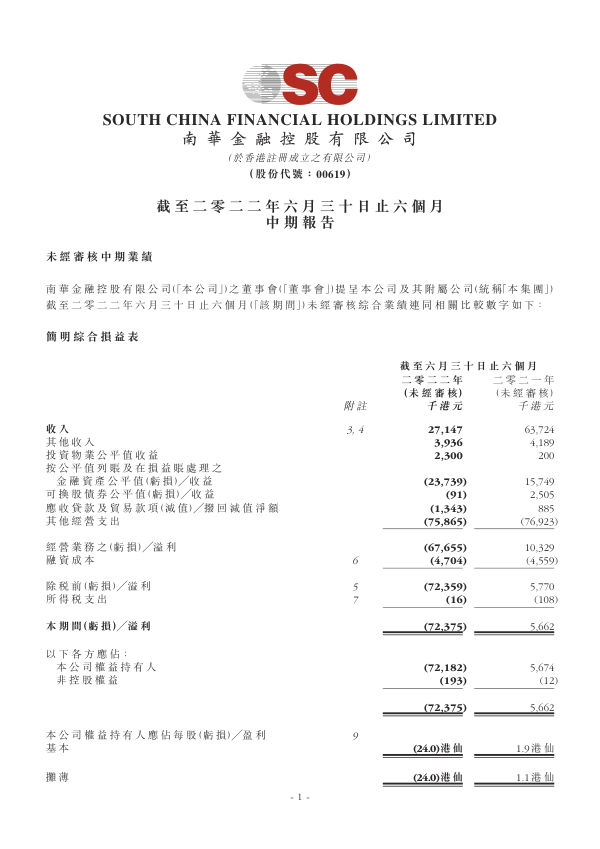 SC
SOUTH CHINA FINANCIAL HOLDINGS LIMITED
南華金融控股有限公司
(於香港註冊成立之有限公司)
(股份代號：00619)
截至二零二二年六月三十日止六個月
中期報告
未經審核中期業績
南華金融控股有限公司(「本公司」)之董事會(「董事會」)提呈本公司及其附屬公司(統稱「本集團」)
截至二零二二年六月三十日止六個月(「該期間」)未經審核綜合業績連同相關比較數字如下：
簡明綜合損益表
截至六月三十日止六個月
二零二二年 二零二一年
(未經審核) (未經審核)
附註 千港元 千港元
收入 3, 4 27,147 63,724
其他收入 3,936 4,189
投資物業公平值收益 2,300 200
按公平值列賬及在損益賬處理之
金融資產公平值(虧損)／收益 (23,739) 15,749
可換股債券公平值(虧損)／收益 (91) 2,505
應收貸款及貿易款項(減值)／撥回減值淨額 (1,343) 885
其他經營支出 (75,865) (76,923)
經營業務之(虧損)／溢利 (67,655) 10,329
融資成本 6 (4,704) (4,559)
除税前(虧損)／溢利 5 (72,359) 5,770
所得税支出 7 (16) (108)
本期間(虧損)／溢利 (72,375) 5,662
以下各方應佔：
本公司權益持有人 (72,182) 5,674
非控股權益 (193) (12)
(72,375) 5,662
本公司權益持有人應佔每股(虧損)／盈利 9
基本 (24.0)港仙 1.9港仙
攤薄 (24.0)港仙 1.1港仙
- 1 -